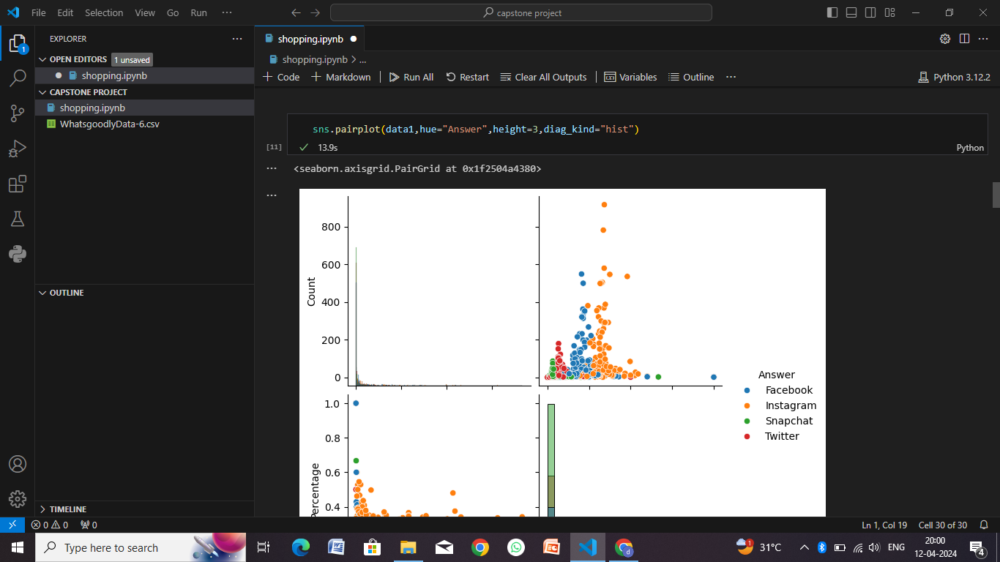 File Edit Selection View Go Run ··· capstone project
EXPLORER ···
OPEN EDITORS 1 unsaved
shopping.ipynb
CAPSTONE PROJECT
shopping.ipynb
WhatsgoodlyData-6.csv
OUTLINE
TIMELINE
shopping.ipynb
shopping.ipynb > ...
+ Code + Markdown Run All Restart Clear All Outputs Variables Outline ··· Python 3.12.2
sns.pairplot(data1,hue="Answer",height=3,diag_kind="hist")
[11] 13.9s Python
<seaborn.axisgrid.PairGrid at 0x1f2504a4380>
800
600
400
200
0
Count
1.0
0.8
0.6
0.4
Percentage
Answer
Facebook
Instagram
Snapchat
Twitter
1
0 0 0 Ln 1, Col 19 Cell 30 of 30
Type here to search 1 31°C ENG 20:00
12-04-2024 4